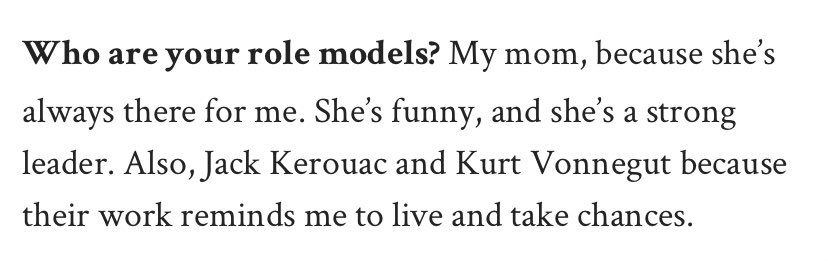 Who are your role models? My mom, because she’s
always there for me. She’s funny, and she’s a strong
leader. Also, Jack Kerouac and Kurt Vonnegut because
their work reminds me to live and take chances.